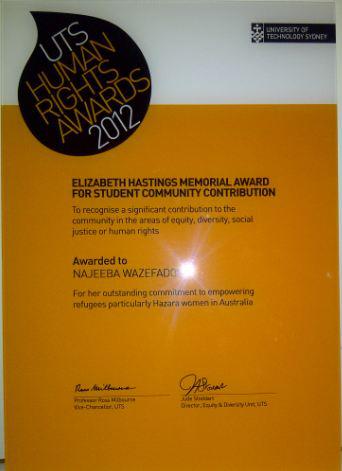 UTS
HUMAN
RIGHTS
AWARDS
2012
UNIVERSITY OF
TECHNOLOGY SYDNEY
ELIZABETH HASTINGS MEMORIAL AWARD
FOR STUDENT COMMUNITY CONTRIBUTION
To recognise a significant contribution to the
community in the areas of equity, diversity, social
justice or human rights
Awarded to
NAJEEBA
For her outstanding commitment to empowering
refugees particularly Hazara women in Australia
Ross Milbourne
Professor Ross Milbourne
Vice-Chancellor, UTS
Jude Stoddart
Director, Equity & Diversity Unit, UTS